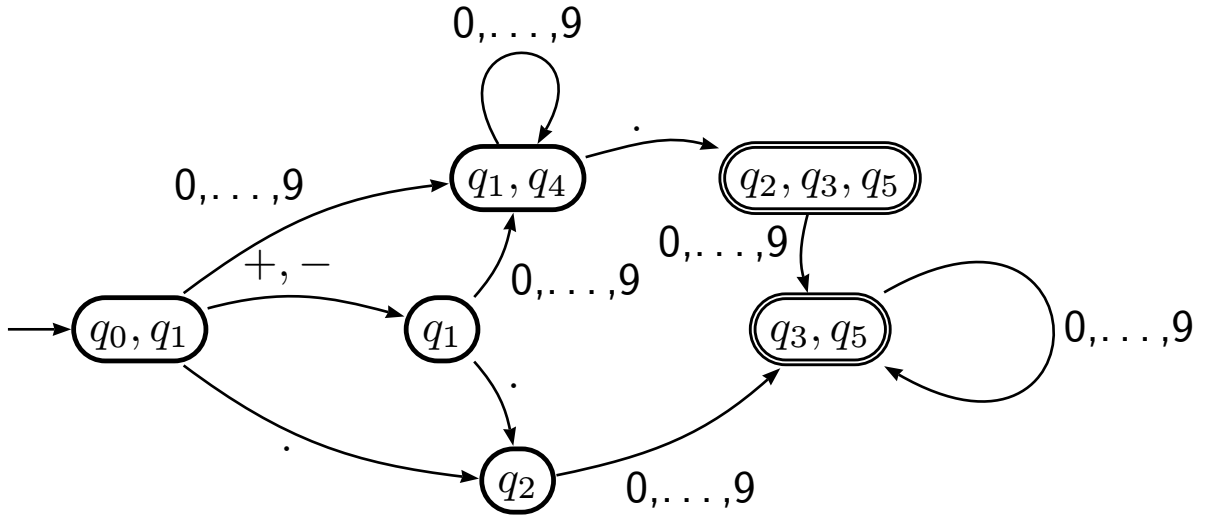 0,. . . ,9
.
0,. . . ,9
q₁, q₄
q₂, q₃, q₅
+, −
0,. . . ,9
0,. . . ,9
q₀, q₁
q₁
q₃, q₅
0,. . . ,9
.
.
q₂
0,. . . ,9